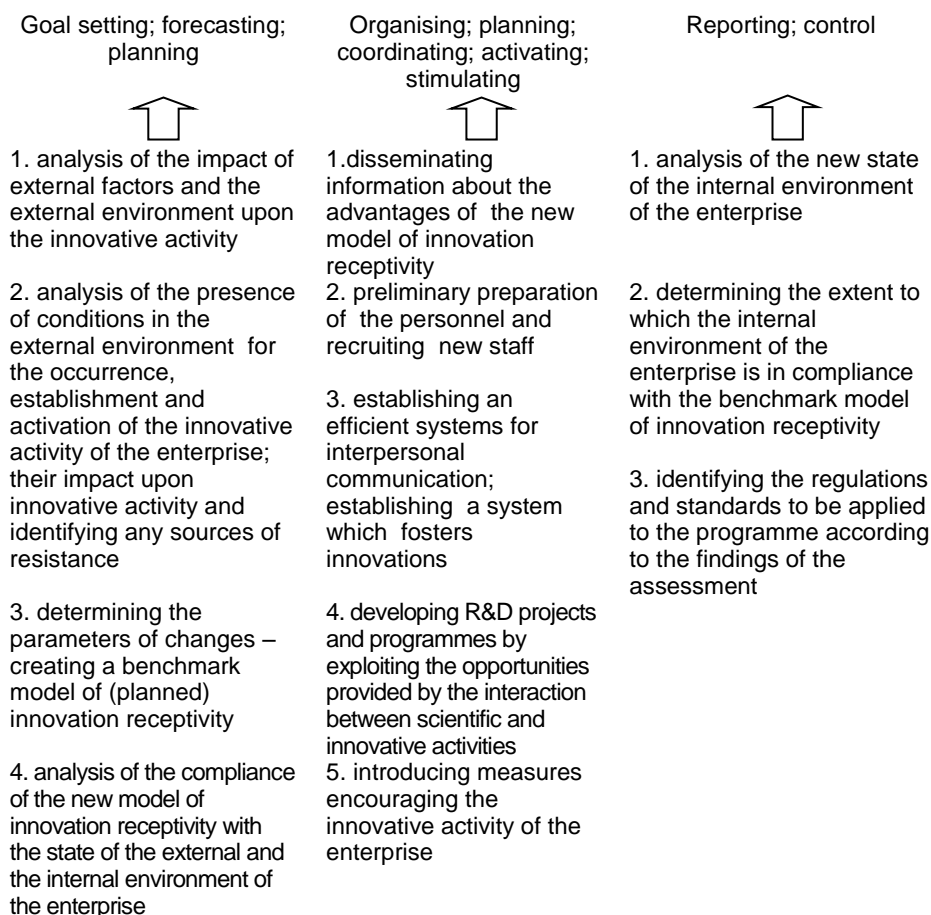 Goal setting; forecasting;
planning
1. analysis of the impact of
external factors and the
external environment upon
the innovative activity
2. analysis of the presence
of conditions in the
external environment for
the occurrence,
establishment and
activation of the innovative
activity of the enterprise;
their impact upon
innovative activity and
identifying any sources of
resistance
3. determining the
parameters of changes –
creating a benchmark
model of (planned)
innovation receptivity
4. analysis of the compliance
of the new model of
innovation receptivity with
the state of the external and
the internal environment of
the enterprise
Organising; planning;
coordinating; activating;
stimulating
1.disseminating
information about the
advantages of the new
model of innovation
receptivity
2. preliminary preparation
of the personnel and
recruiting new staff
3. establishing an
efficient systems for
interpersonal
communication;
establishing a system
which fosters
innovations
4. developing R&D projects
and programmes by
exploiting the opportunities
provided by the interaction
between scientific and
innovative activities
5. introducing measures
encouraging the
innovative activity of the
enterprise
Reporting; control
1. analysis of the new state
of the internal environment
of the enterprise
2. determining the extent to
which the internal
environment of the
enterprise is in compliance
with the benchmark model
of innovation receptivity
3. identifying the regulations
and standards to be applied
to the programme according
to the findings of the
assessment